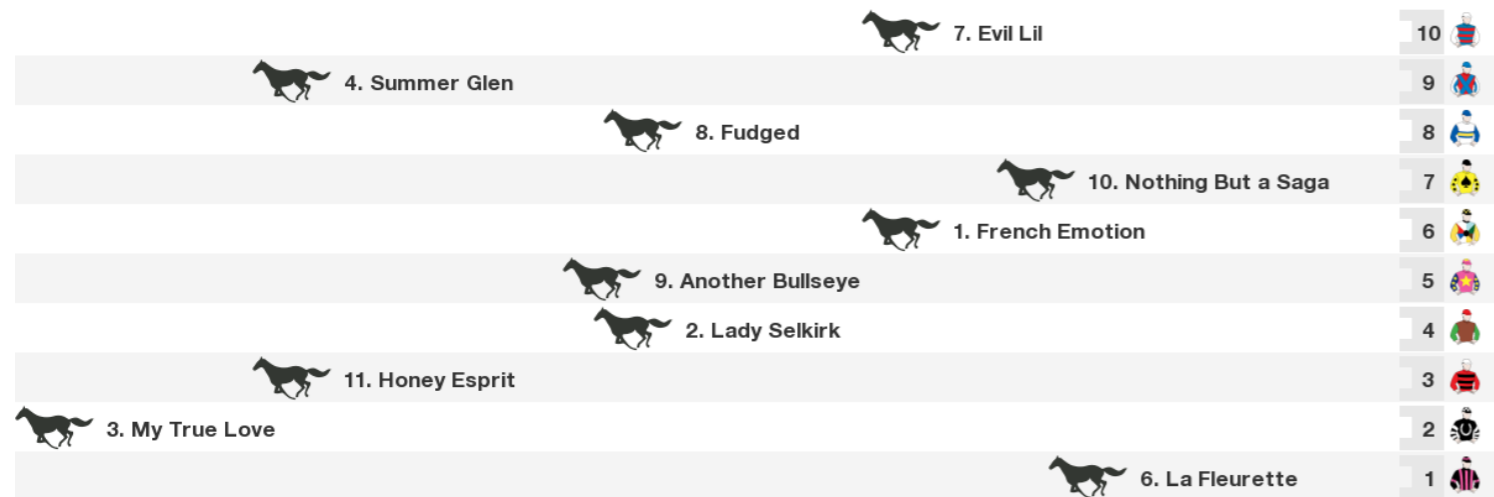 7. Evil Lil 10
4. Summer Glen 9
8. Fudged 8
10. Nothing But a Saga 7
1. French Emotion 6
9. Another Bullseye 5
2. Lady Selkirk 4
11. Honey Esprit 3
3. My True Love 2
6. La Fleurette 1